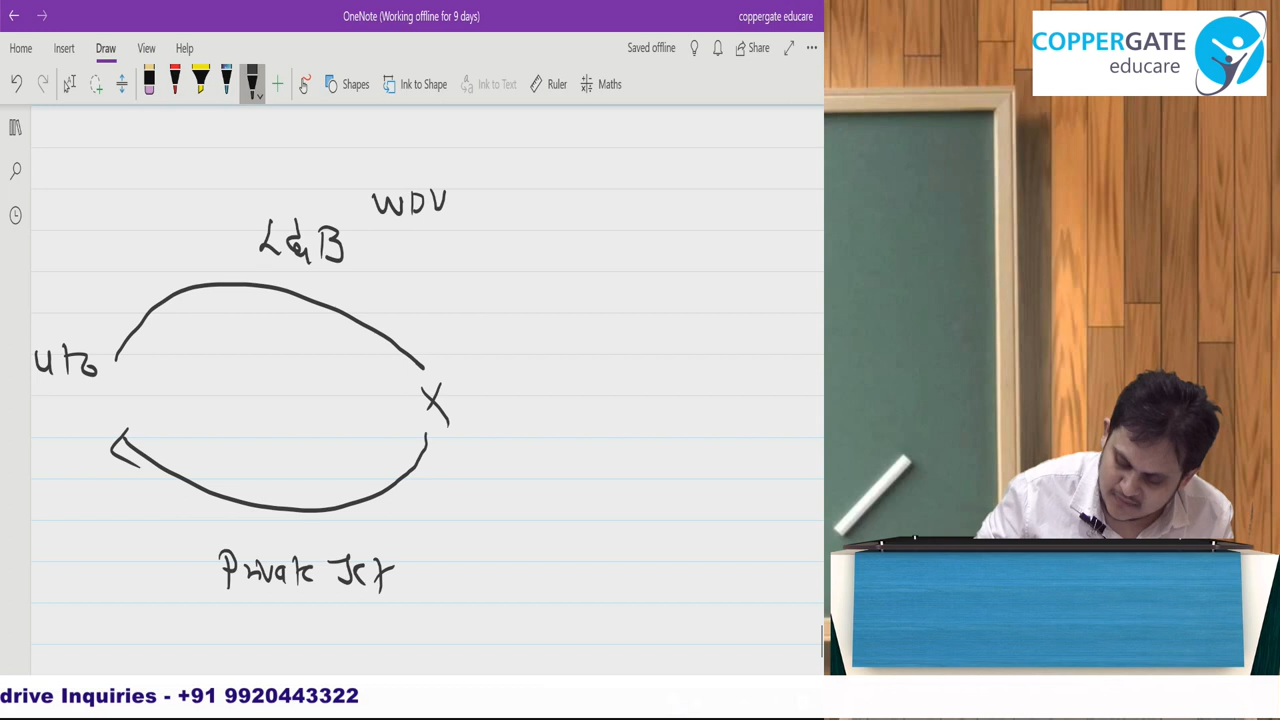 OneNote (Working offline for 9 days)
coppergate educare
Home Insert Draw View Help
Saved offline
Share
Shapes
Ink to Shape
Ink to Text
Ruler
Maths
COPPERGATE
educare
WDV
L & B
X
Private Jet
drive Inquiries - +91 9920443322